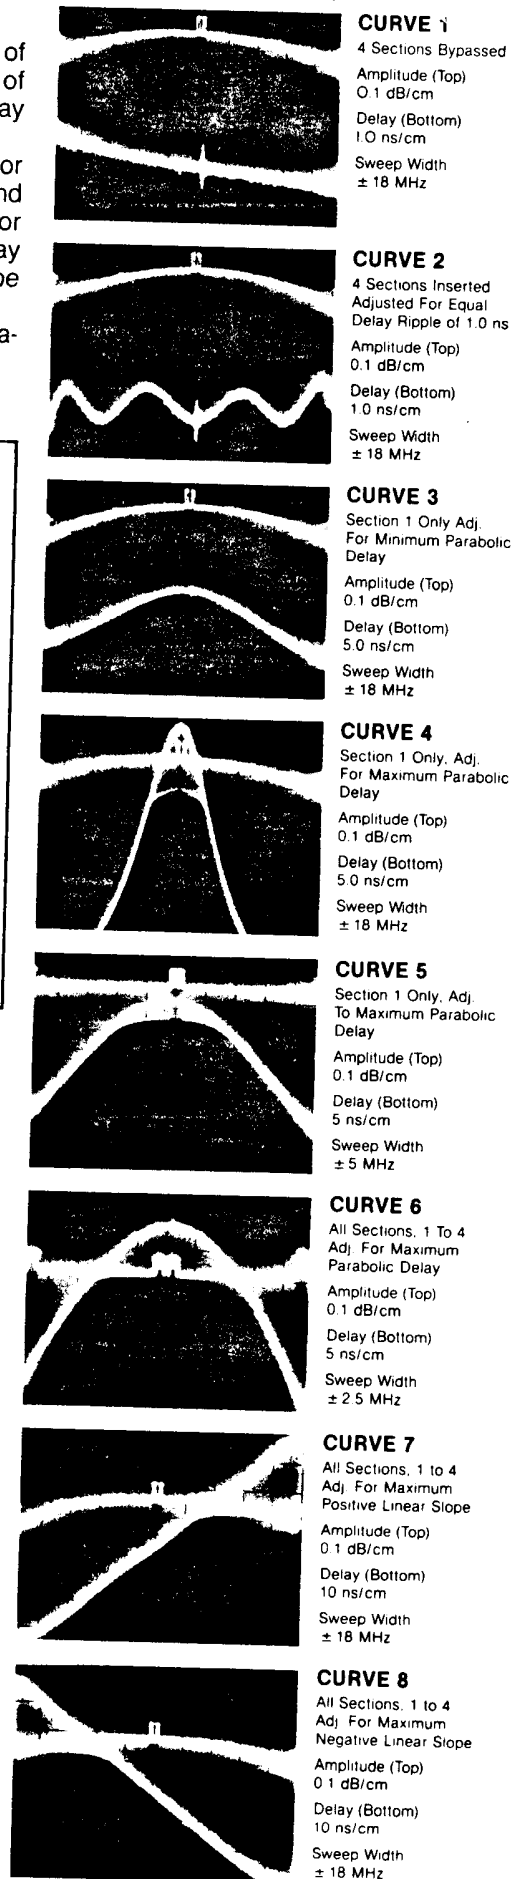 of
of
ay
or
nd
or
ay
be
a-
CURVE 1
4 Sections Bypassed
Amplitude (Top)
0.1 dB/cm
Delay (Bottom)
1.0 ns/cm
Sweep Width
± 18 MHz
CURVE 2
4 Sections Inserted
Adjusted For Equal
Delay Ripple of 1.0 ns
Amplitude (Top)
0.1 dB/cm
Delay (Bottom)
1.0 ns/cm
Sweep Width
± 18 MHz
CURVE 3
Section 1 Only Adj.
For Minimum Parabolic
Delay
Amplitude (Top)
0.1 dB/cm
Delay (Bottom)
5.0 ns/cm
Sweep Width
± 18 MHz
CURVE 4
Section 1 Only, Adj.
For Maximum Parabolic
Delay
Amplitude (Top)
0.1 dB/cm
Delay (Bottom)
5.0 ns/cm
Sweep Width
± 18 MHz
CURVE 5
Section 1 Only, Adj.
To Maximum Parabolic
Delay
Amplitude (Top)
0.1 dB/cm
Delay (Bottom)
5 ns/cm
Sweep Width
± 5 MHz
CURVE 6
All Sections, 1 To 4
Adj. For Maximum
Parabolic Delay
Amplitude (Top)
0.1 dB/cm
Delay (Bottom)
5 ns/cm
Sweep Width
± 2.5 MHz
CURVE 7
All Sections, 1 to 4
Adj. For Maximum
Positive Linear Slope
Amplitude (Top)
0.1 dB/cm
Delay (Bottom)
10 ns/cm
Sweep Width
± 18 MHz
CURVE 8
All Sections, 1 to 4
Adj. For Maximum
Negative Linear Slope
Amplitude (Top)
0.1 dB/cm
Delay (Bottom)
10 ns/cm
Sweep Width
± 18 MHz